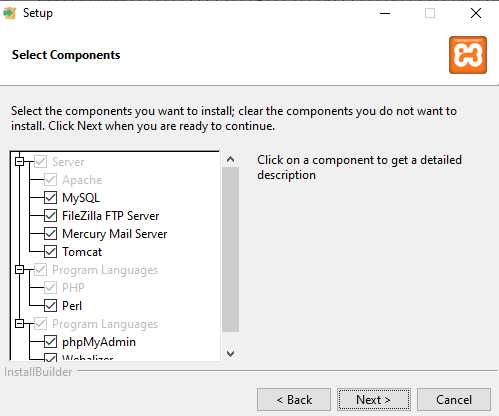 Setup
Select Components
Select the components you want to install; clear the components you do not want to
install. Click Next when you are ready to continue.
Server
Apache
MySQL
FileZilla FTP Server
Mercury Mail Server
Tomcat
Program Languages
PHP
Perl
Program Languages
phpMyAdmin
Webalizer
Click on a component to get a detailed
description
InstallBuilder
< Back
Next >
Cancel